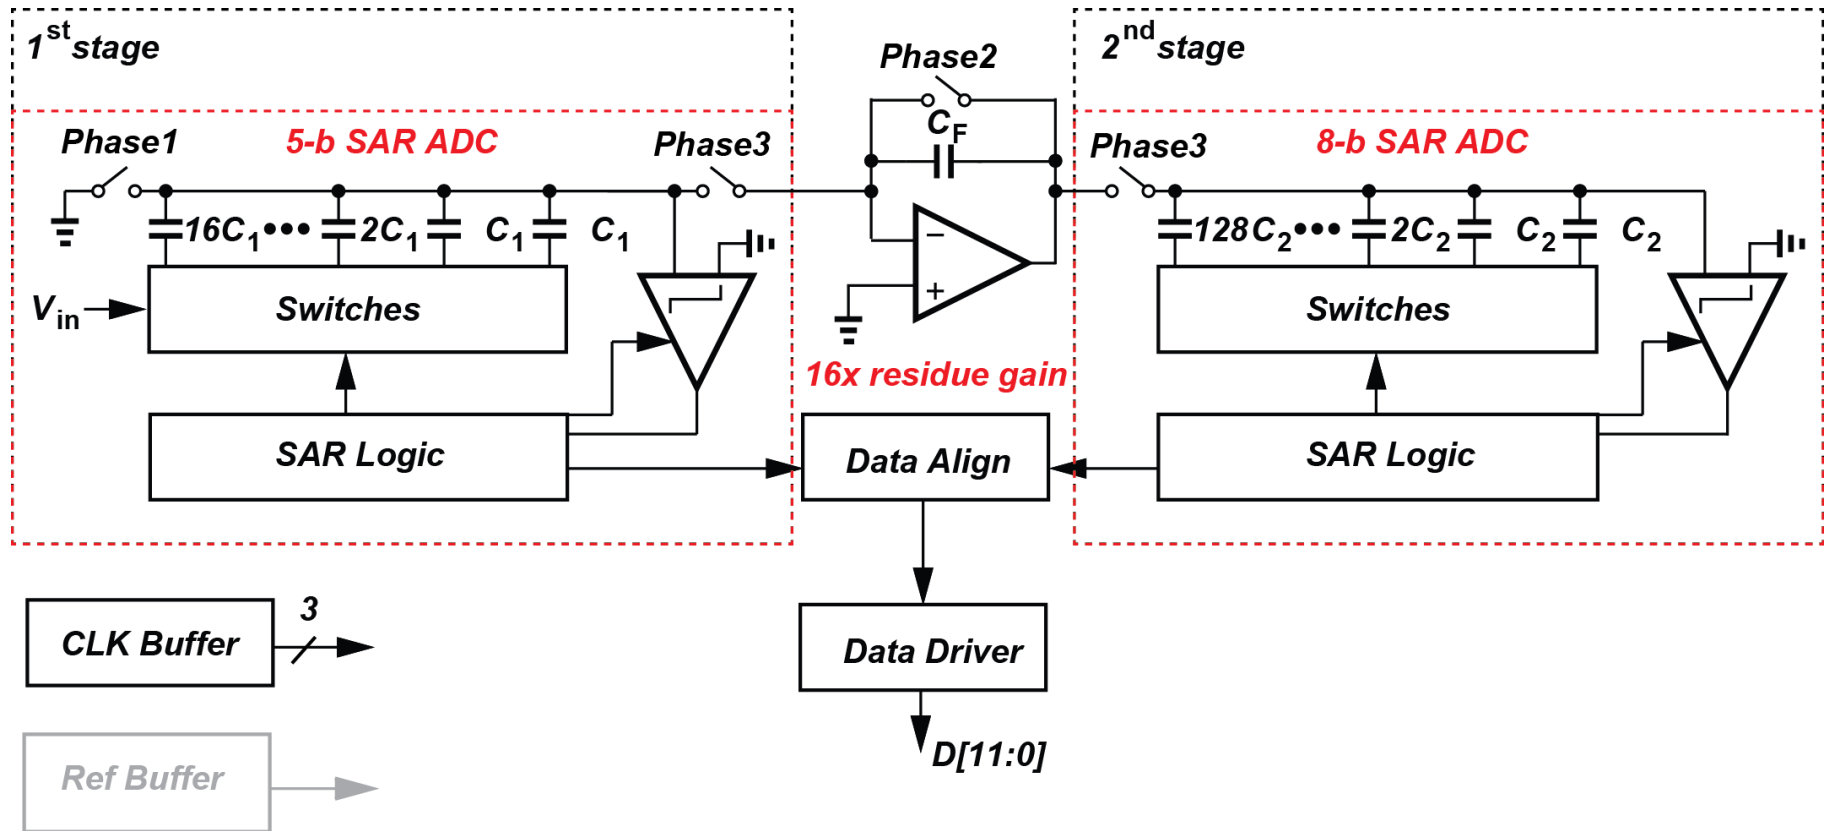 1st stage
2nd stage
Phase2
Phase1
5-b SAR ADC
Phase3
CF
Phase3
8-b SAR ADC
16C1 ••• 2C1 C1 C1
128C2 ••• 2C2 C2 C2
Vin
Switches
Switches
16x residue gain
SAR Logic
Data Align
SAR Logic
CLK Buffer
3
Data Driver
Ref Buffer
D[11:0]